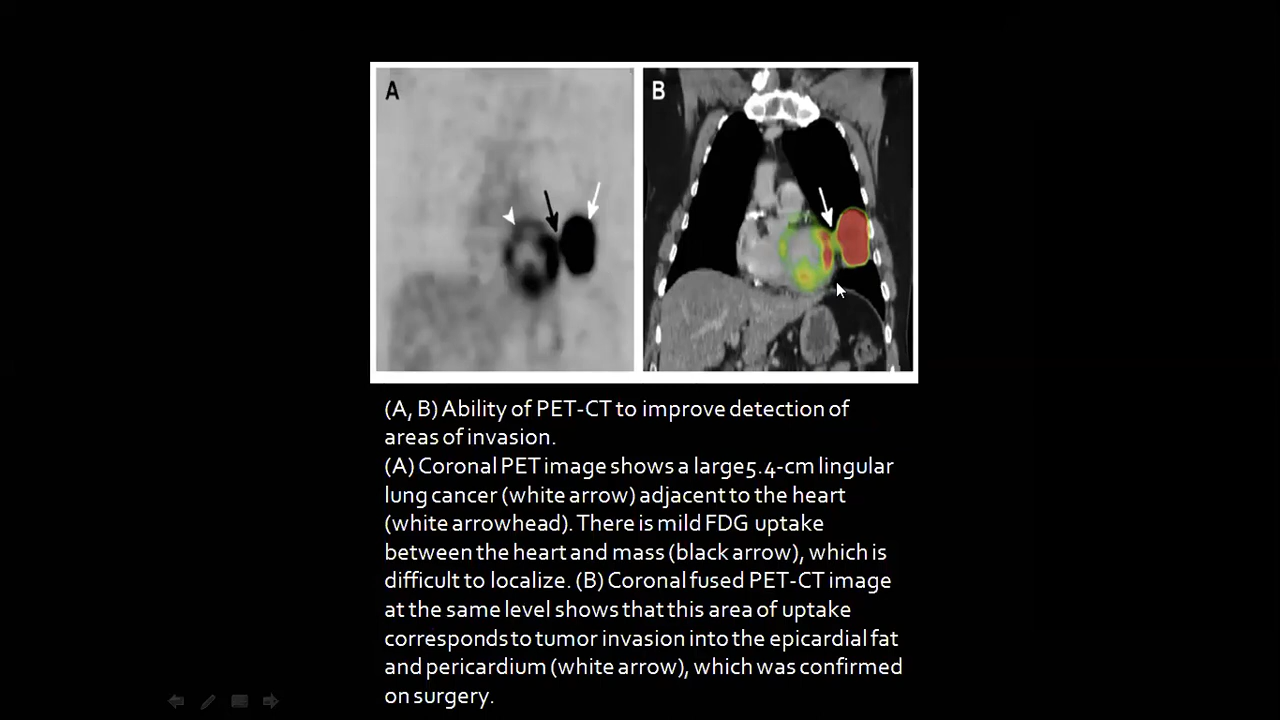 A
B
(A, B) Ability of PET-CT to improve detection of
areas of invasion.
(A) Coronal PET image shows a large5.4-cm lingular
lung cancer (white arrow) adjacent to the heart
(white arrowhead). There is mild FDG uptake
between the heart and mass (black arrow), which is
difficult to localize. (B) Coronal fused PET-CT image
at the same level shows that this area of uptake
corresponds to tumor invasion into the epicardial fat
and pericardium (white arrow), which was confirmed
on surgery.